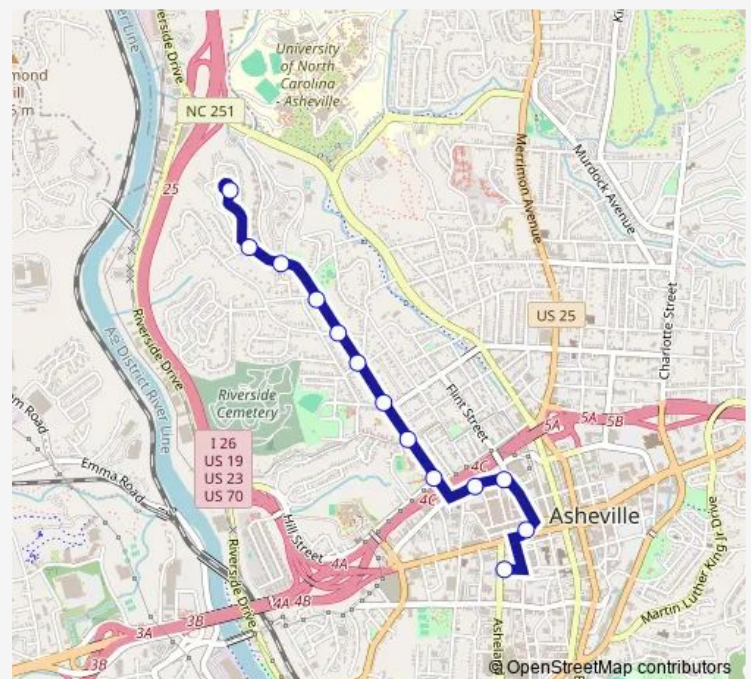 Line
Riverside Drive
University
of North
Carolina
- Asheville
mond
ill
NC 251
25
Merrimon Avenue
Murdock Avenue
Riverside Drive
US 25
Charlotte Street
District River
Line
Riverside
Cemetery
Flint Street
5A
5A
5B
I 26
US 19
US 23
US 70
4C
4C
Road
Emma Road
Hill Street
Asheville
4A
Riverside Drive
4A
4B
3B
3A
3B
Ashela
Martin Luther King Jr Drive
© OpenStreetMap contributors